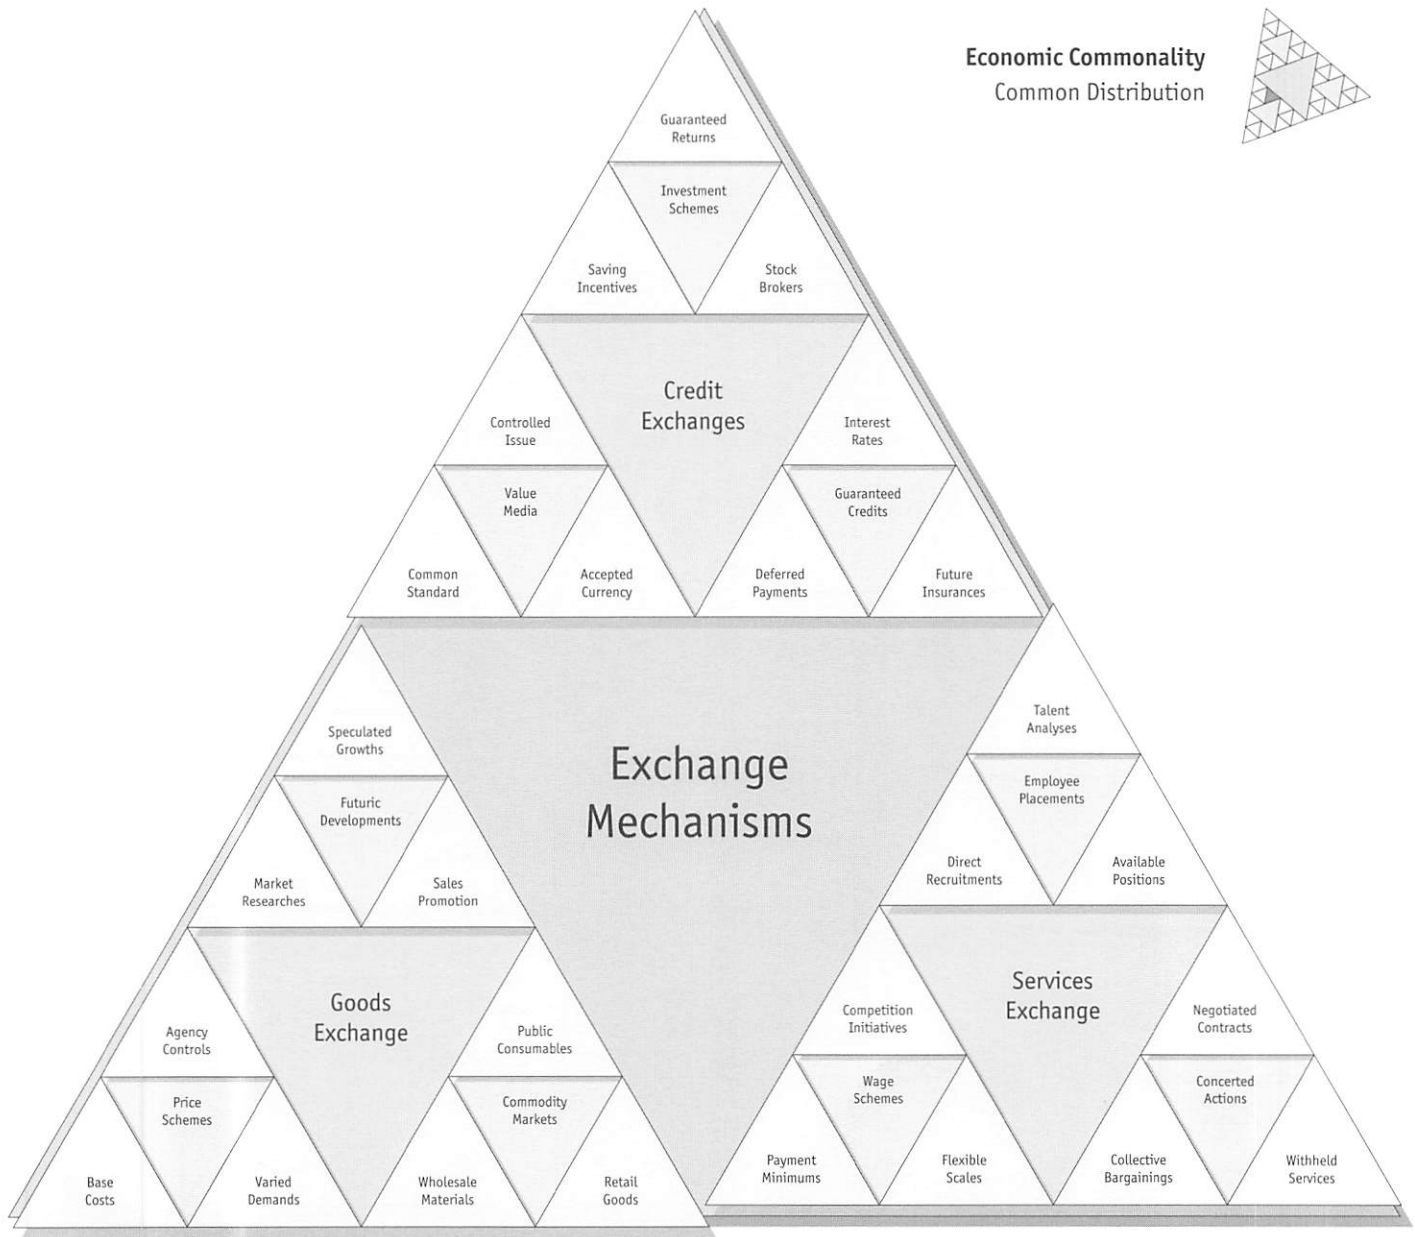 Economic Commonality
Common Distribution
Guaranteed
Returns
Investment
Schemes
Saving
Incentives
Stock
Brokers
Credit
Exchanges
Controlled
Issue
Interest
Rates
Value
Media
Guaranteed
Credits
Common
Standard
Accepted
Currency
Deferred
Payments
Future
Insurances
Exchange
Mechanisms
Speculated
Growths
Futuric
Developments
Market
Researches
Sales
Promotion
Goods
Exchange
Agency
Controls
Public
Consumables
Price
Schemes
Commodity
Markets
Base
Costs
Varied
Demands
Wholesale
Materials
Retail
Goods
Talent
Analyses
Employee
Placements
Direct
Recruitments
Available
Positions
Services
Exchange
Competition
Initiatives
Negotiated
Contracts
Wage
Schemes
Concerted
Actions
Payment
Minimums
Flexible
Scales
Collective
Bargainings
Withheld
Services